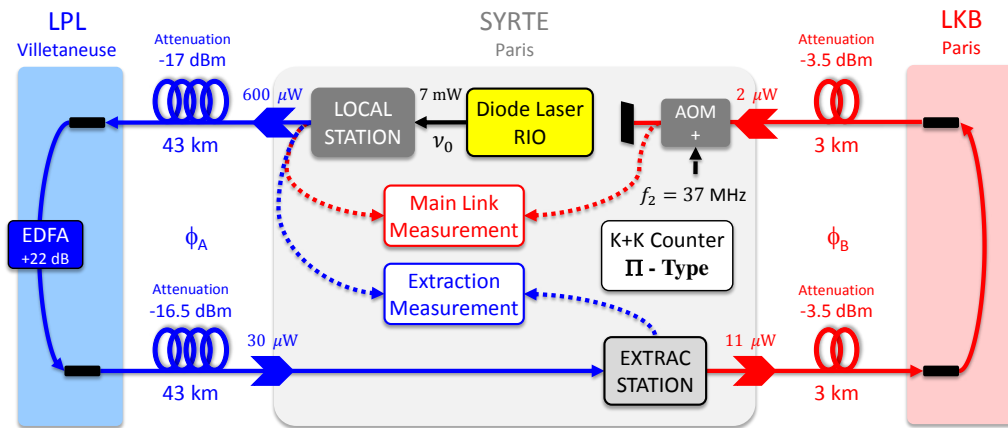 LPL
Villetaneuse
SYRTE
Paris
LKB
Paris
Attenuation
-17 dBm
43 km
600 μW
LOCAL
STATION
7 mW
ν₀
Diode Laser
RIO
AOM
+
f₂ = 37 MHz
2 μW
Attenuation
-3.5 dBm
3 km
Main Link
Measurement
EDFA
+22 dB
ϕA
Extraction
Measurement
K+K Counter
Π - Type
ϕB
Attenuation
-16.5 dBm
43 km
30 μW
EXTRAC
STATION
11 μW
Attenuation
-3.5 dBm
3 km